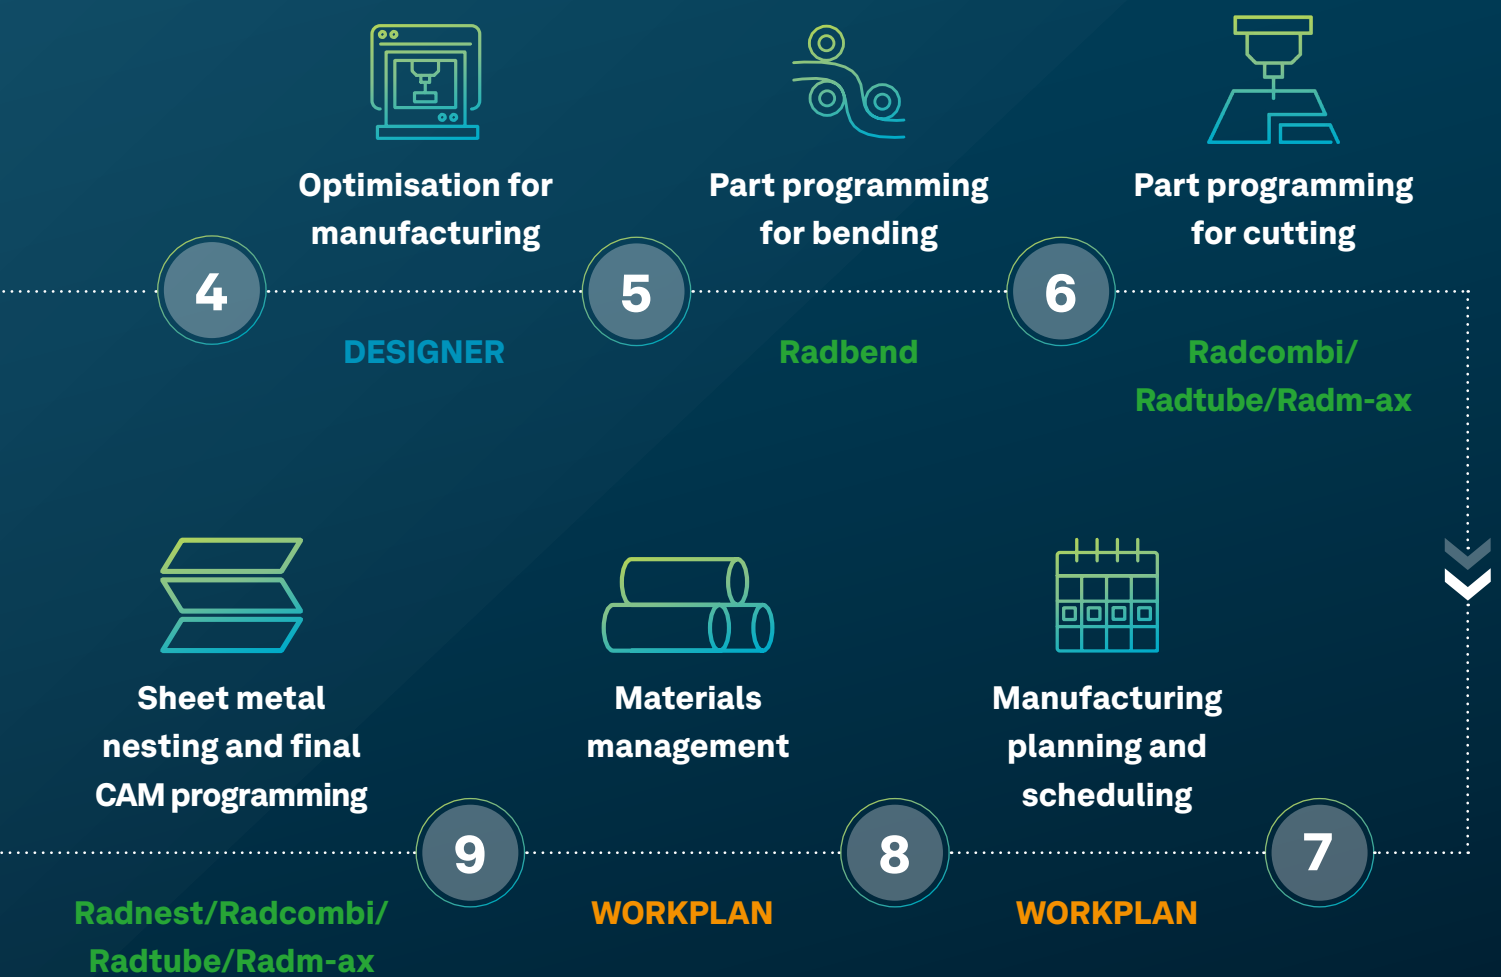 4
Optimisation for
manufacturing
DESIGNER
5
Part programming
for bending
Radbend
6
Part programming
for cutting
Radcombi/
Radtube/Radm-ax
7
Manufacturing
planning and
scheduling
WORKPLAN
8
Materials
management
WORKPLAN
9
Sheet metal
nesting and final
CAM programming
Radnest/Radcombi/
Radtube/Radm-ax